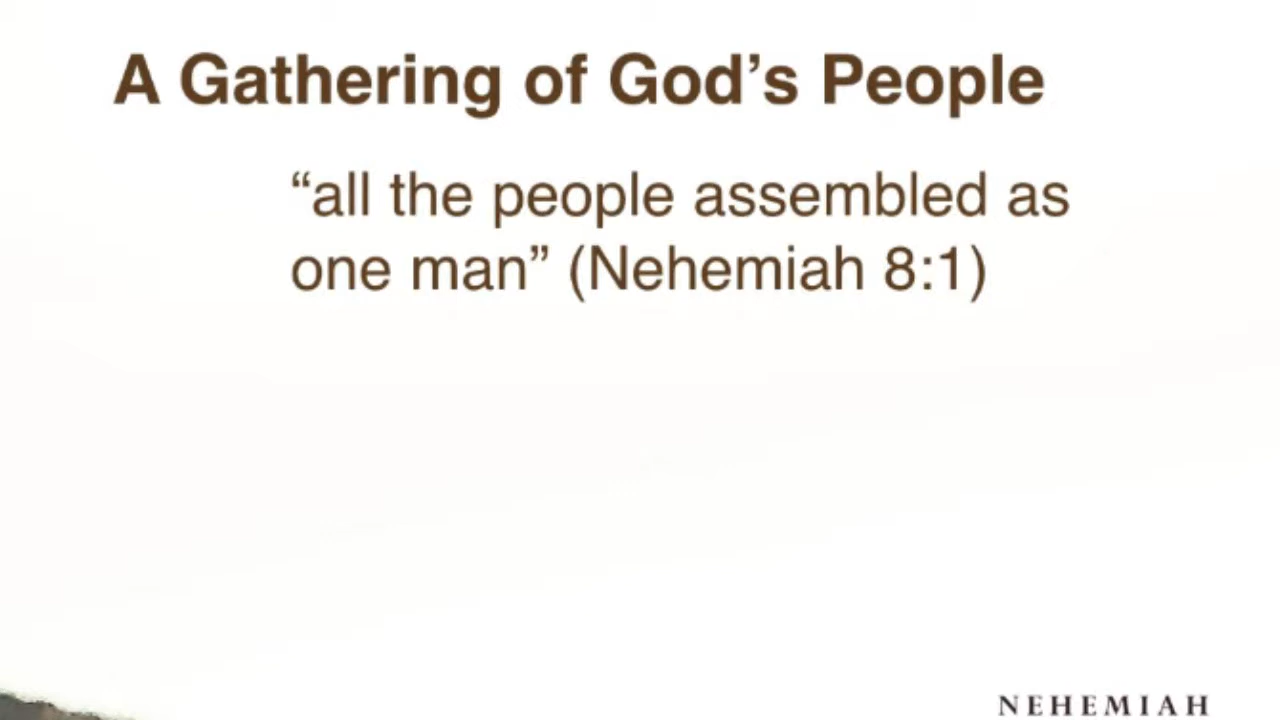 A Gathering of God’s People
“all the people assembled as
one man” (Nehemiah 8:1)
NEHEMIAH